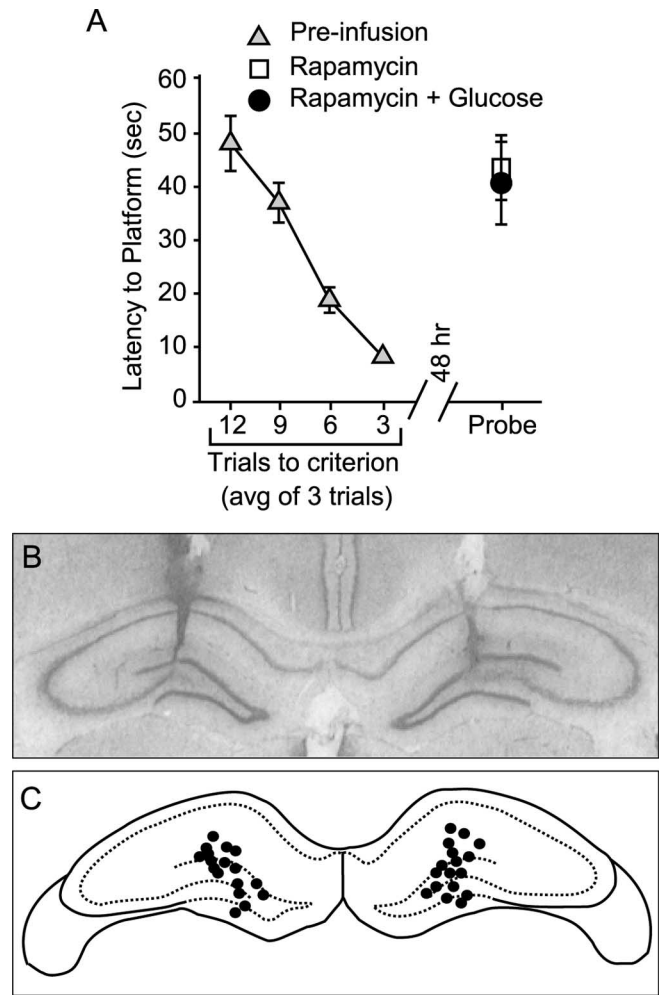 A
Pre-infusion
Rapamycin
Rapamycin + Glucose
Latency to Platform (sec)
60
50
40
30
20
10
0
12 9 6 3
48 hr
Probe
Trials to criterion
(avg of 3 trials)
B
C